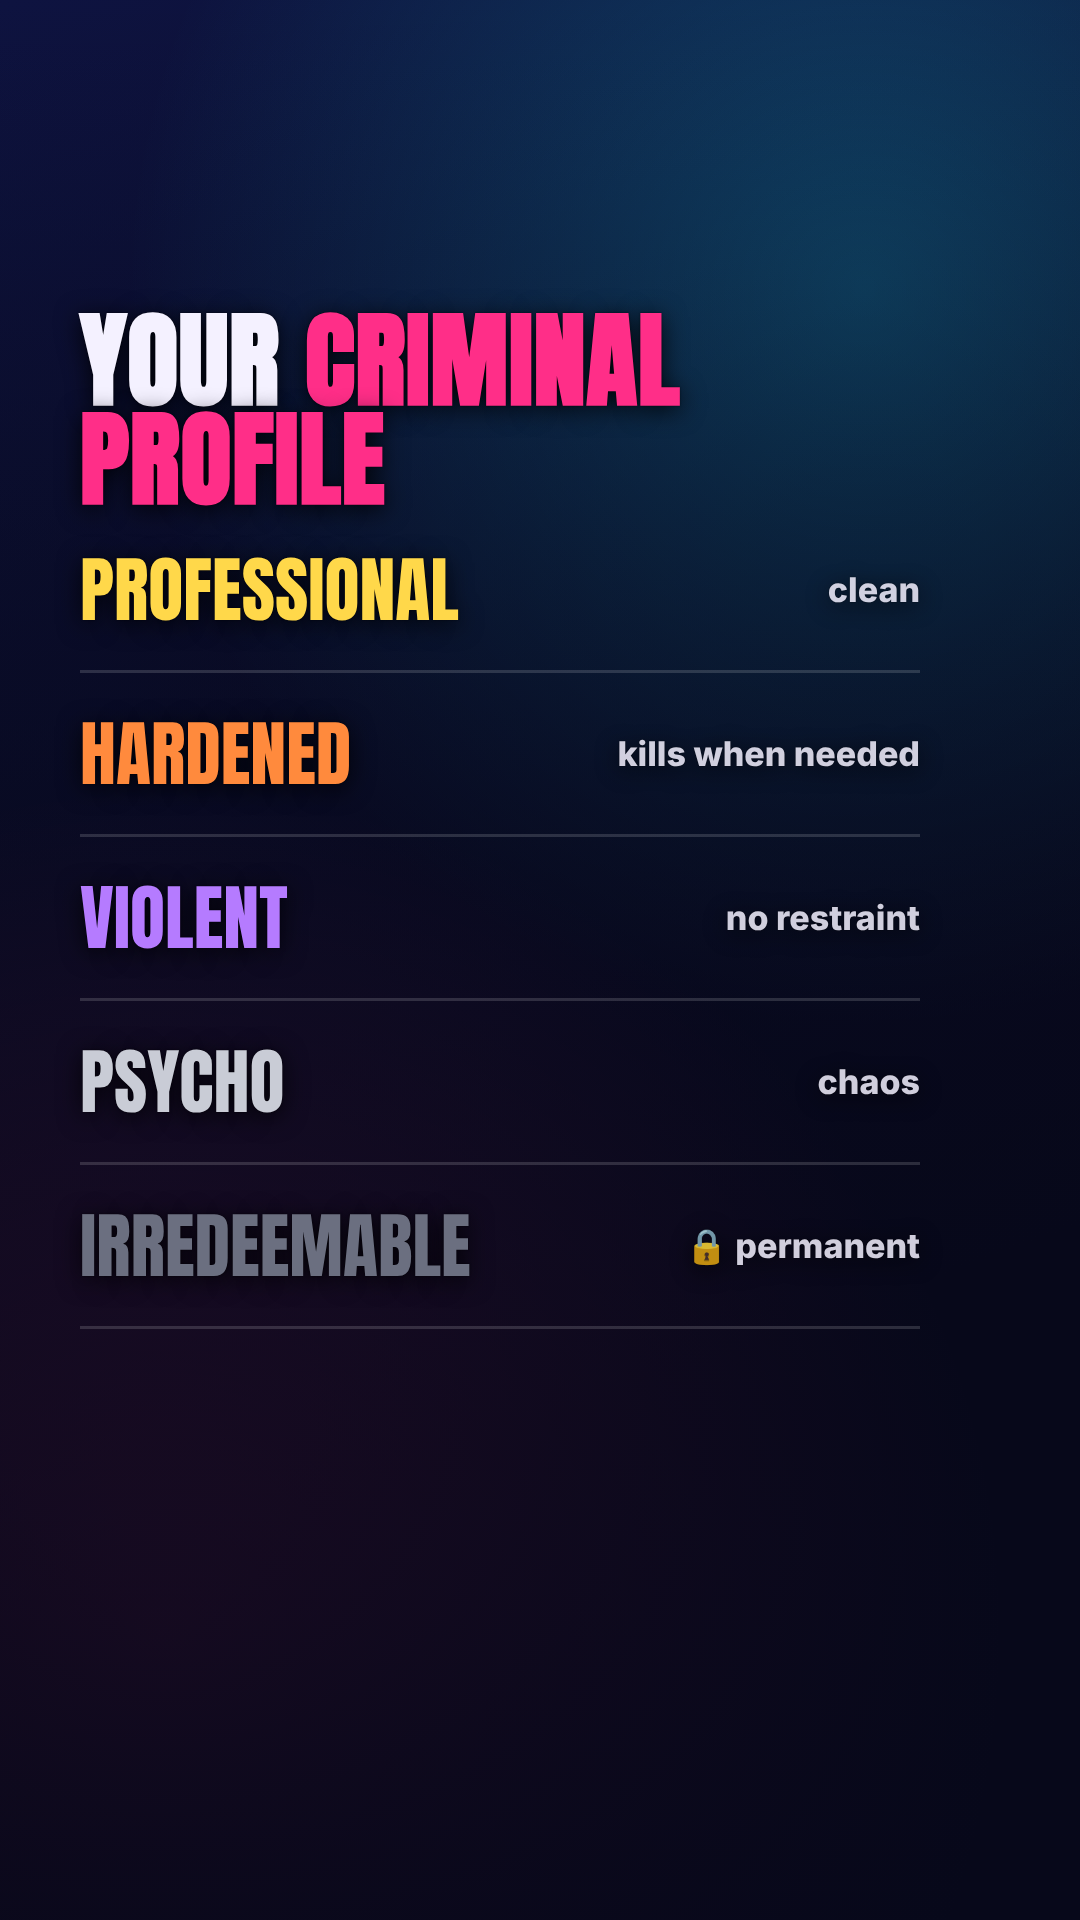 YOUR CRIMINAL
PROFILE
PROFESSIONAL clean
HARDENED kills when needed
VIOLENT no restraint
PSYCHO chaos
IRREDEEMABLE 🔒 permanent